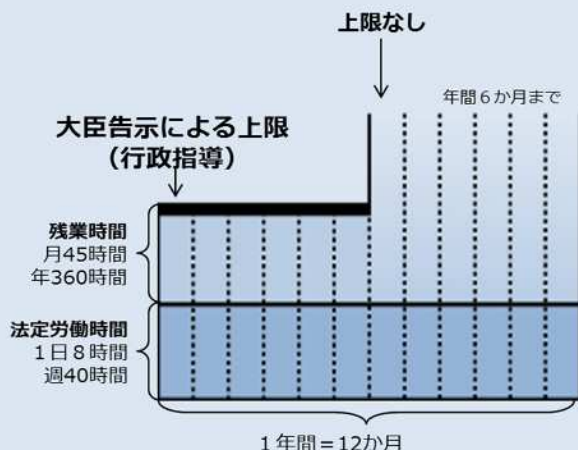 上限なし
年間６か月まで
大臣告示による上限
(行政指導)
残業時間
月45時間
年360時間
法定労働時間
１日８時間
週40時間
１年間＝12か月